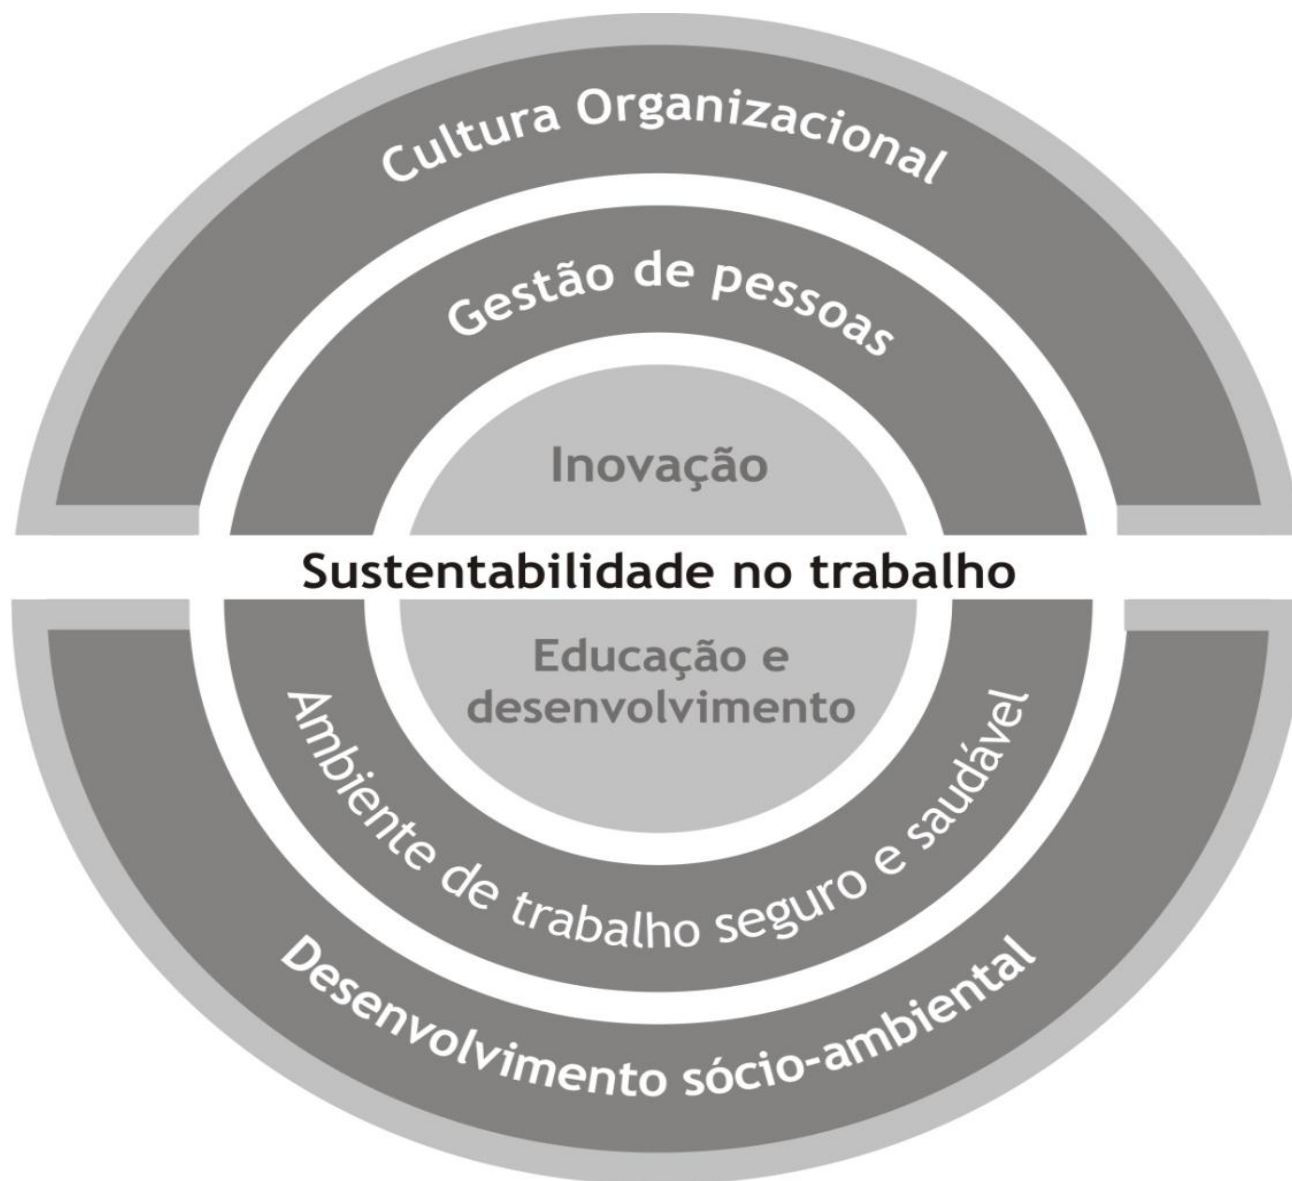 Cultura Organizacional
Gestão de pessoas
Inovação
Sustentabilidade no trabalho
Educação e
desenvolvimento
Ambiente de trabalho seguro e saudável
Desenvolvimento sócio-ambiental